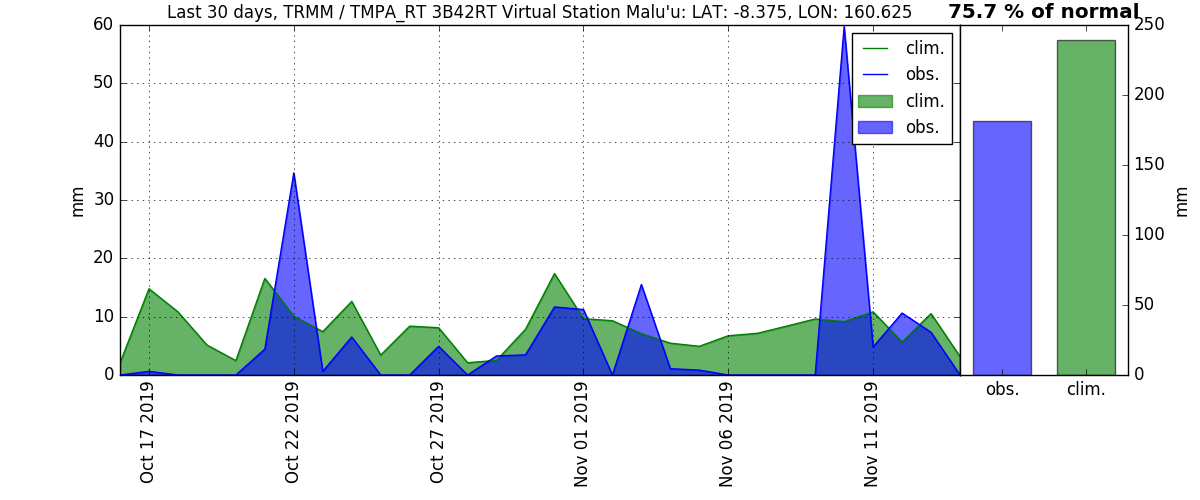 Last 30 days, TRMM / TMPA_RT 3B42RT Virtual Station Malu'u: LAT: -8.375, LON: 160.625
75.7 % of normal
60
50
40
30
20
10
0
mm
clim.
obs.
clim.
obs.
250
200
150
100
50
0
mm
obs.
clim.
Oct 17 2019
Oct 22 2019
Oct 27 2019
Nov 01 2019
Nov 06 2019
Nov 11 2019